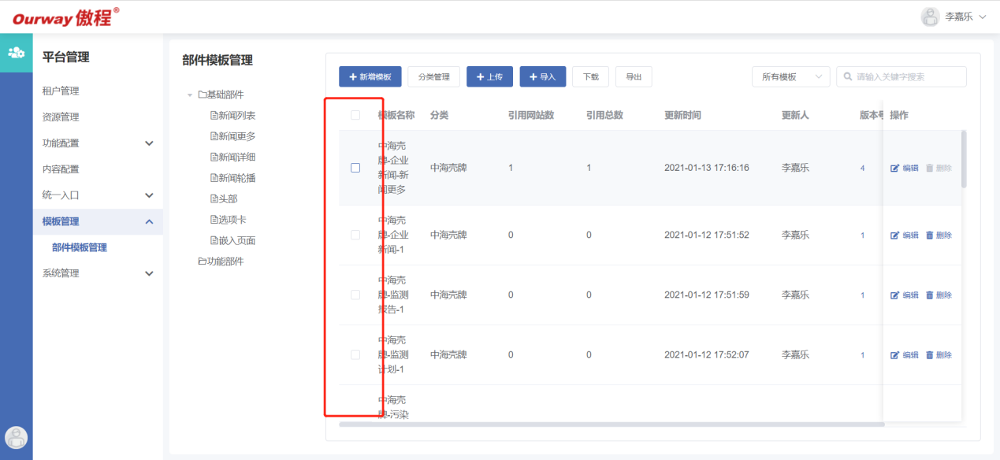 Ourway 傲程®
李嘉乐
平台管理
租户管理
资源管理
功能配置
内容配置
统一入口
模板管理
部件模板管理
系统管理
部件模板管理
基础部件
新闻列表
新闻更多
新闻详细
新闻轮播
头部
选项卡
嵌入页面
功能部件
+ 新增模板 分类管理 + 上传 + 导入 下载 导出 所有模板 请输入关键字搜索
模板名称 分类 引用网站数 引用总数 更新时间 更新人 版本号 操作
中海壳
牌-企业
新闻-新
闻更多
中海壳牌 1 1 2021-01-13 17:16:16 李嘉乐 4 编辑 删除
中海壳
牌-企业
新闻-1
中海壳牌 0 0 2021-01-12 17:51:52 李嘉乐 1 编辑 删除
中海壳
牌-监测
报告-1
中海壳牌 0 0 2021-01-12 17:51:59 李嘉乐 1 编辑 删除
中海壳
牌-监测
计划-1
中海壳牌 0 0 2021-01-12 17:52:07 李嘉乐 1 编辑 删除
中海壳
牌-污染